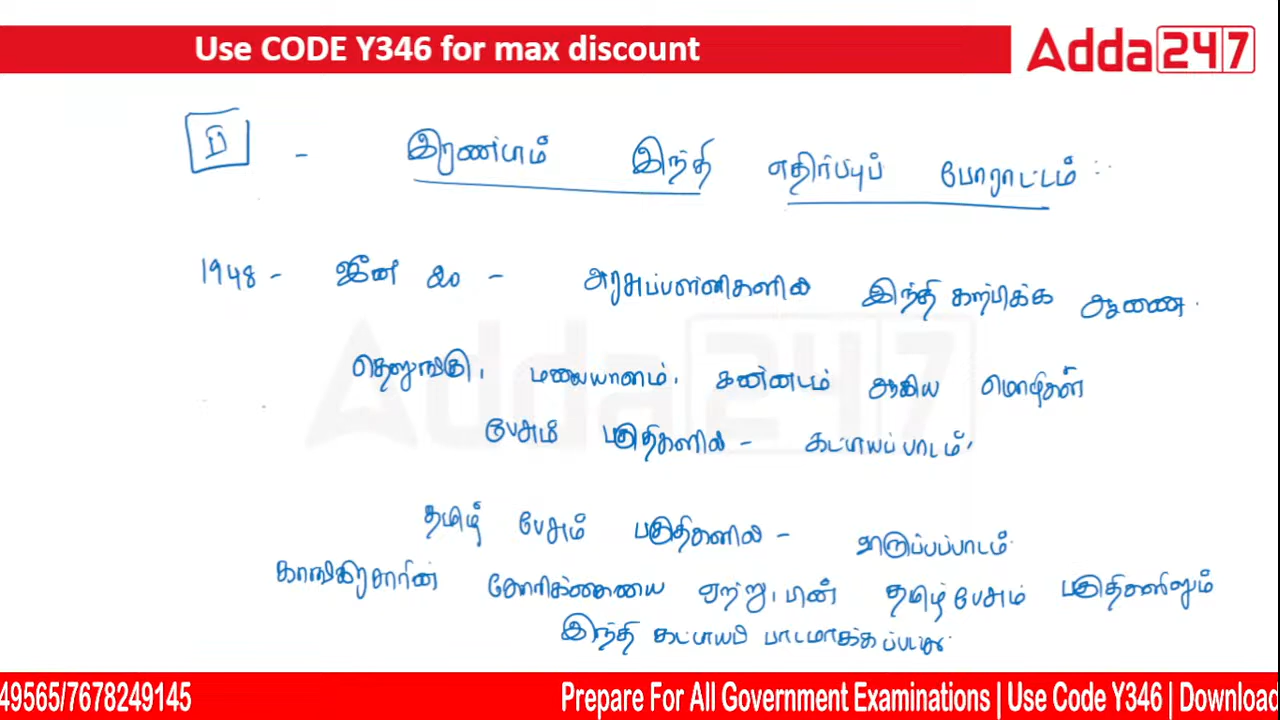 Use CODE Y346 for max discount
Adda247
II - இரண்டாம் இந்தி எதிர்ப்புப் போராட்டம் :
1948 - ஜூன் 20 - அரசுப்பள்ளிகளில் இந்தி கற்பிக்க ஆணை.
தெலுங்கு, மலையாளம், கன்னடம் ஆகிய மொழிகள்
பேசும் பகுதிகளில் - கட்டாயப்பாடம்,
தமிழ் பேசும் பகுதிகளில் - விருப்பப்பாடம்
காங்கிரசாரின் கோரிக்கையை ஏற்று, பின் தமிழ் பேசும் பகுதிகளிலும்
இந்தி கட்டாயப் பாடமாக்கப்பட்டது
49565/7678249145 Prepare For All Government Examinations | Use Code Y346 | Download